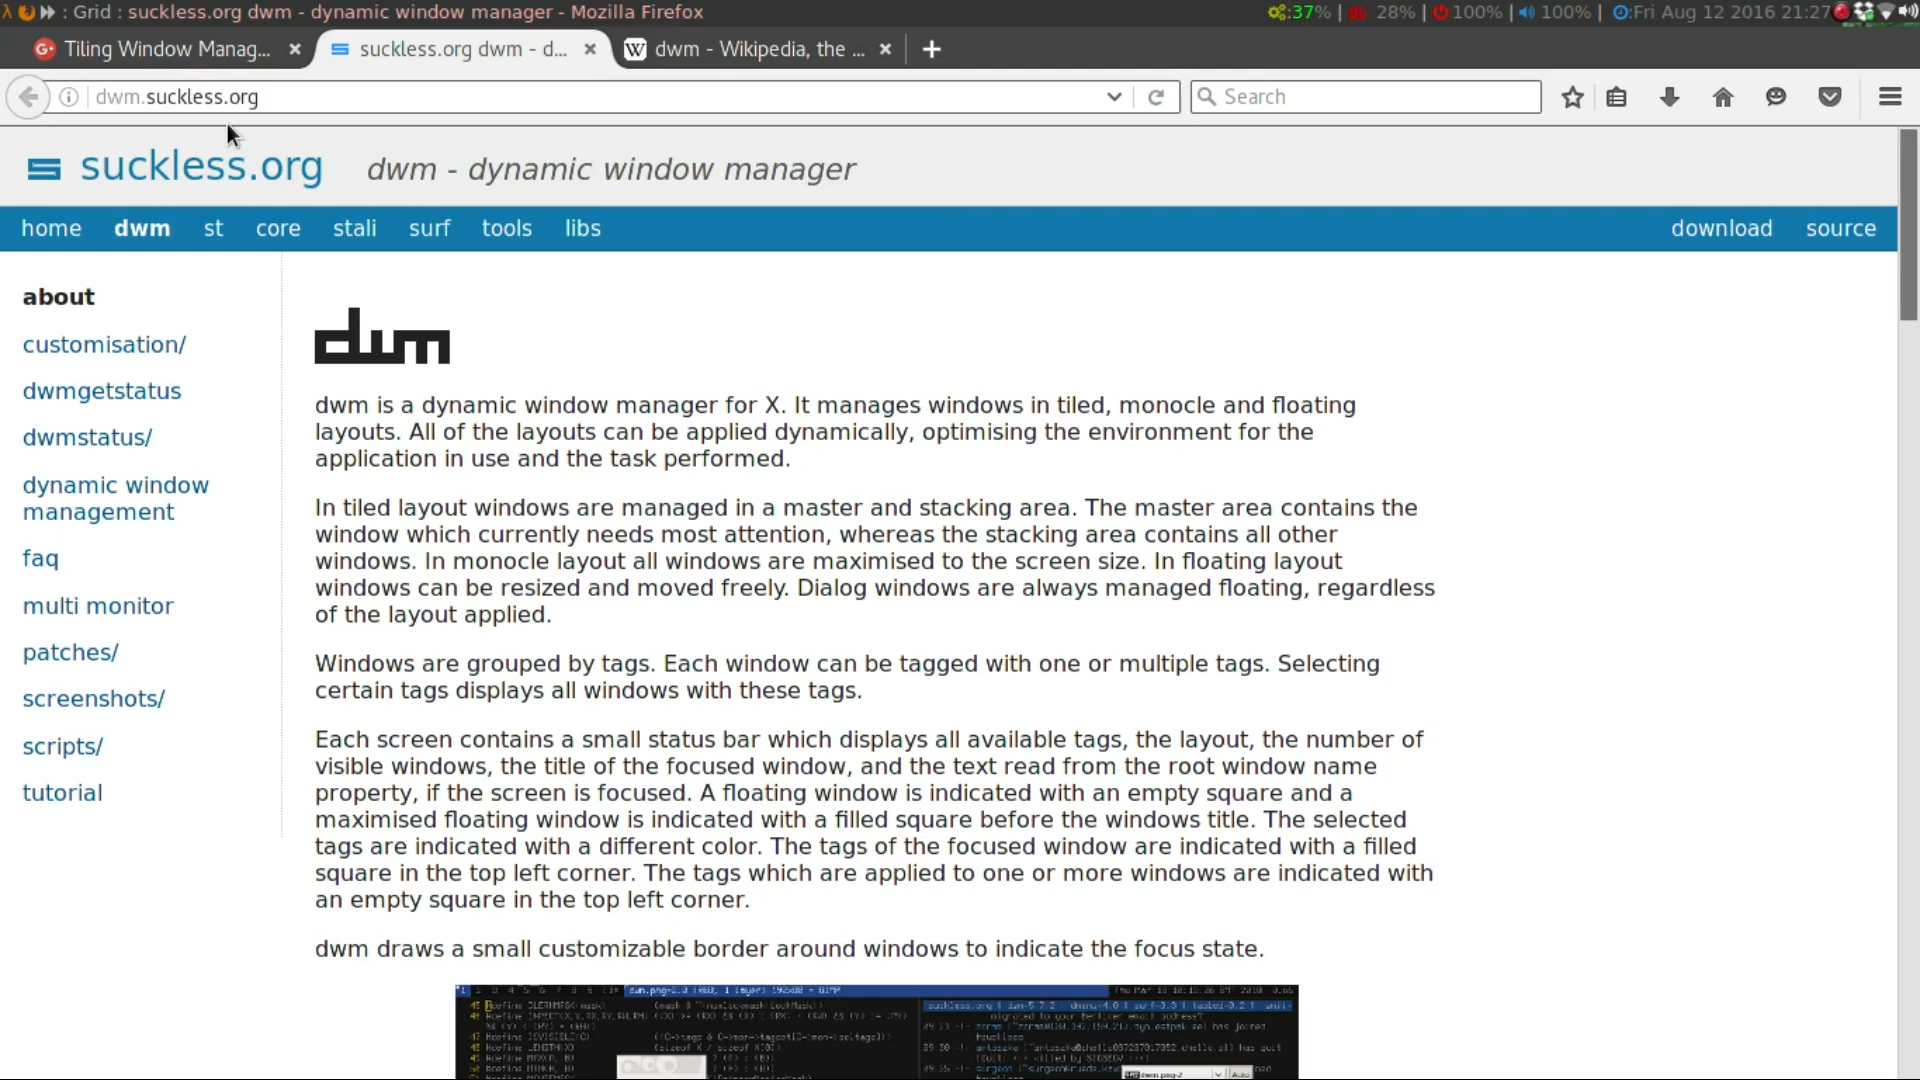 λ : Grid : suckless.org dwm - dynamic window manager - Mozilla Firefox
:37% | 28% | 100% | 100% | :Fri Aug 12 2016 21:27
G+ Tiling Window Manag... × suckless.org dwm - d... × W dwm - Wikipedia, the ... × +
dwm.suckless.org
Search
suckless.org dwm - dynamic window manager
home dwm st core stali surf tools libs download source
about
customisation/
dwmgetstatus
dwmstatus/
dynamic window
management
faq
multi monitor
patches/
screenshots/
scripts/
tutorial
dwm
dwm is a dynamic window manager for X. It manages windows in tiled, monocle and floating
layouts. All of the layouts can be applied dynamically, optimising the environment for the
application in use and the task performed.
In tiled layout windows are managed in a master and stacking area. The master area contains the
window which currently needs most attention, whereas the stacking area contains all other
windows. In monocle layout all windows are maximised to the screen size. In floating layout
windows can be resized and moved freely. Dialog windows are always managed floating, regardless
of the layout applied.
Windows are grouped by tags. Each window can be tagged with one or multiple tags. Selecting
certain tags displays all windows with these tags.
Each screen contains a small status bar which displays all available tags, the layout, the number of
visible windows, the title of the focused window, and the text read from the root window name
property, if the screen is focused. A floating window is indicated with an empty square and a
maximised floating window is indicated with a filled square before the windows title. The selected
tags are indicated with a different color. The tags of the focused window are indicated with a filled
square in the top left corner. The tags which are applied to one or more windows are indicated with
an empty square in the top left corner.
dwm draws a small customizable border around windows to indicate the focus state.